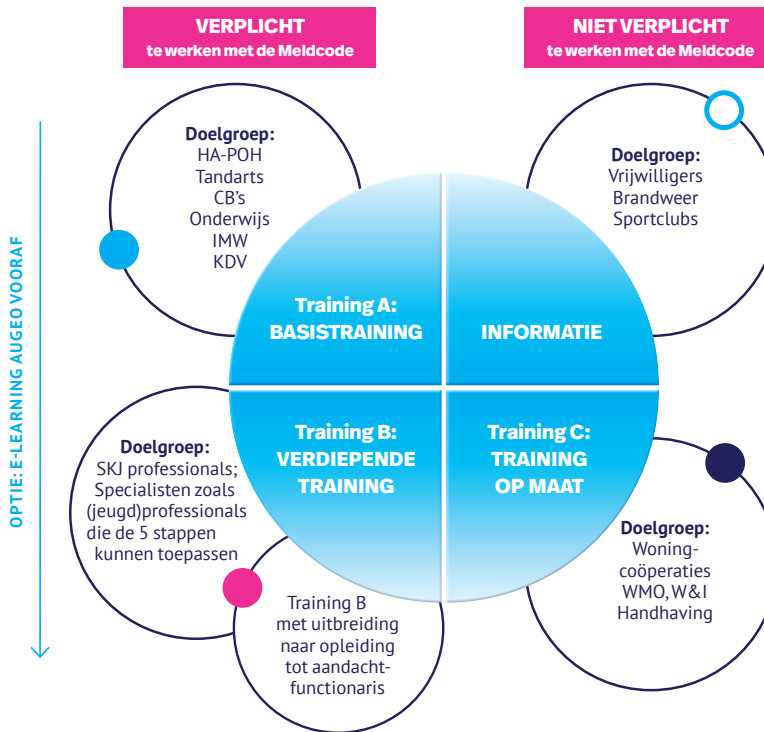 VERPLICHT
te werken met de Meldcode
NIET VERPLICHT
te werken met de Meldcode
OPTIE: E-LEARNING AUGEO VOORAF
Doelgroep:
HA-POH
Tandarts
CB's
Onderwijs
IMW
KDV
Doelgroep:
Vrijwilligers
Brandweer
Sportclubs
Training A:
BASISTRAINING
INFORMATIE
Training B:
VERDIEPENDE
TRAINING
Training C:
TRAINING
OP MAAT
Doelgroep:
SKJ professionals;
Specialisten zoals
(jeugd)professionals
die de 5 stappen
kunnen toepassen
Training B
met uitbreiding
naar opleiding
tot aandacht-
functionaris
Doelgroep:
Woning-
coöperaties
WMO, W&I
Handhaving